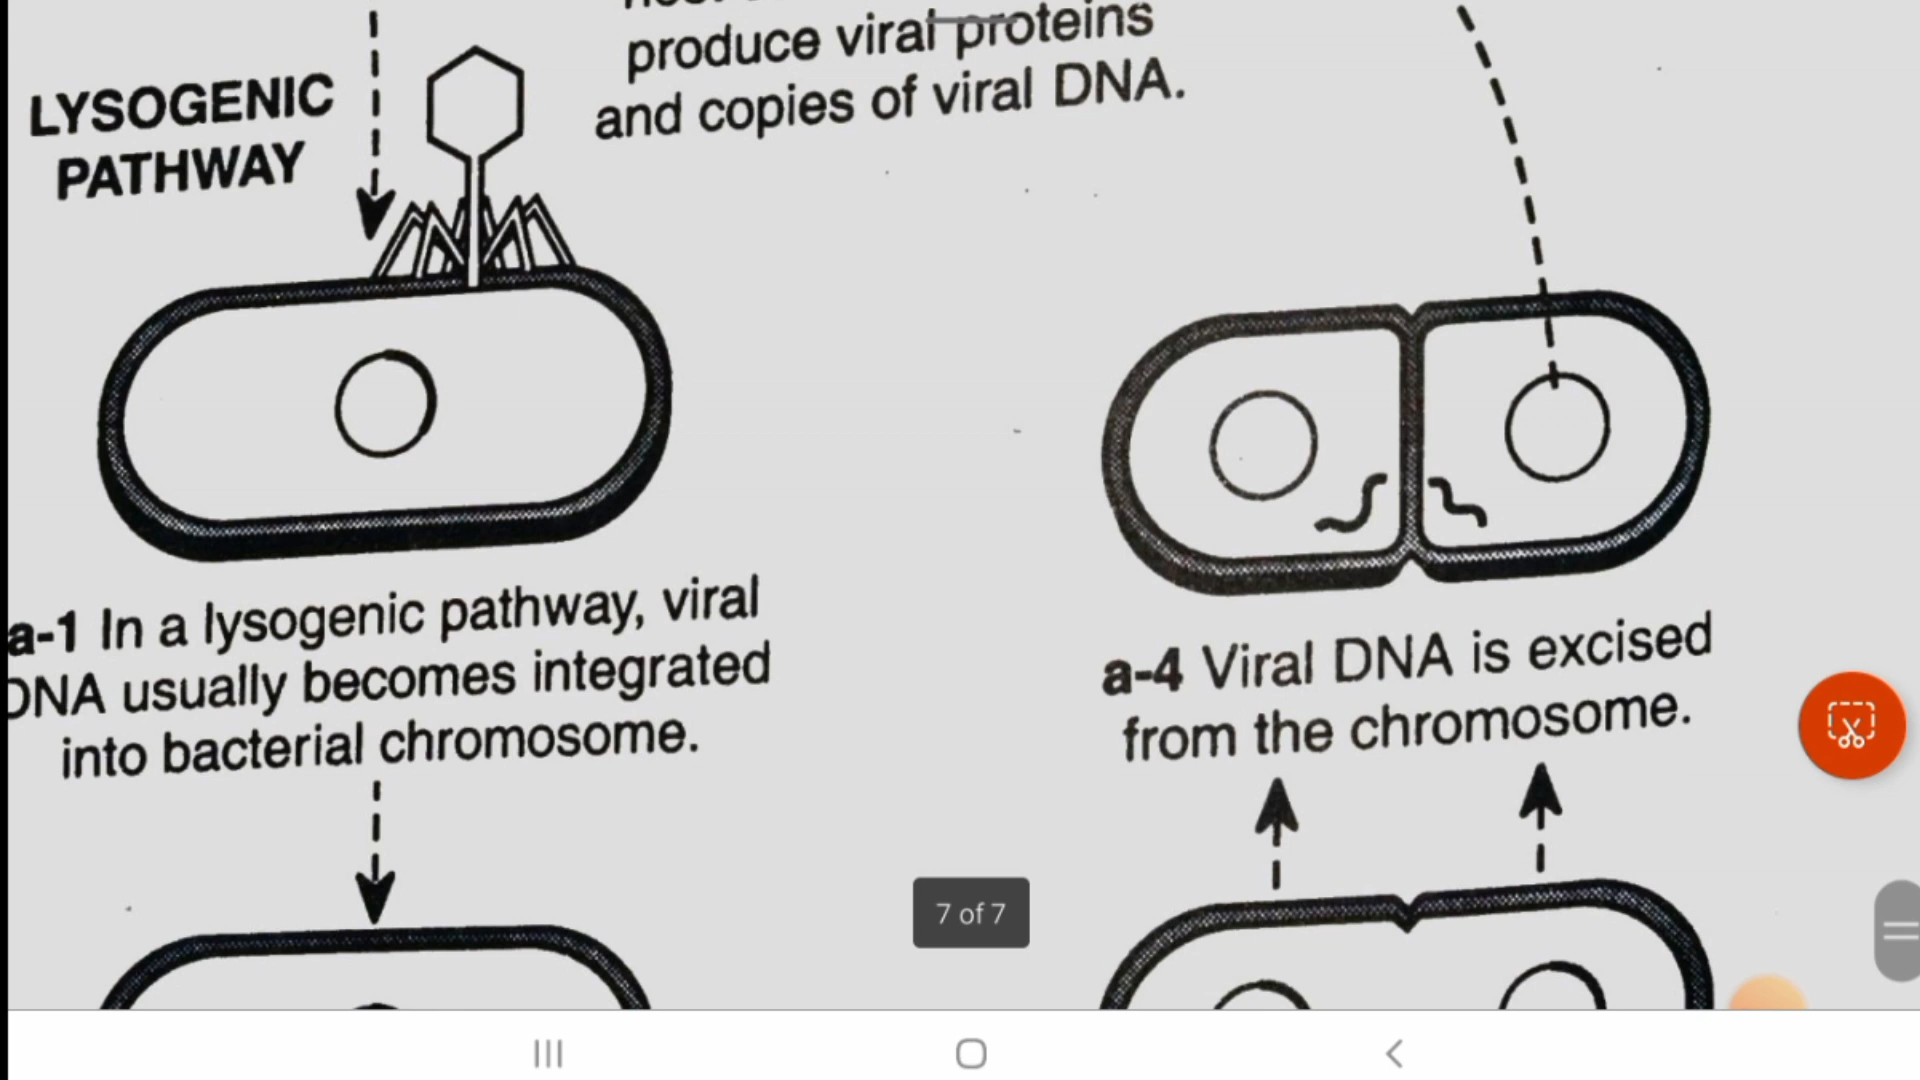 produce viral proteins
and copies of viral DNA.
LYSOGENIC
PATHWAY
a-1 In a lysogenic pathway, viral
DNA usually becomes integrated
into bacterial chromosome.
a-4 Viral DNA is excised
from the chromosome.
7 of 7